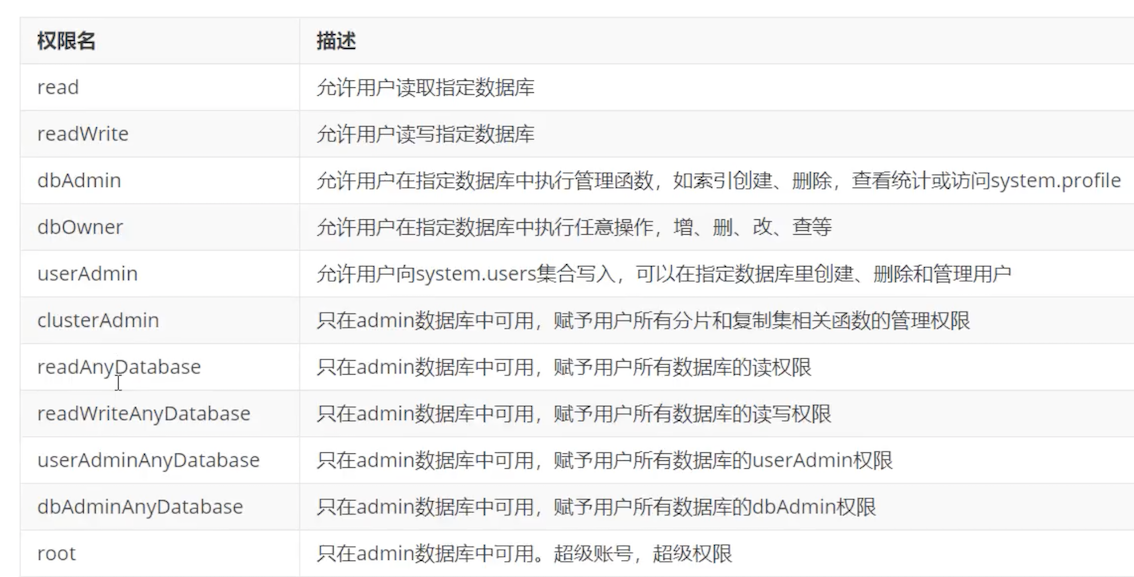 权限名 描述
read 允许用户读取指定数据库
readWrite 允许用户读写指定数据库
dbAdmin 允许用户在指定数据库中执行管理函数，如索引创建、删除，查看统计或访问system.profile
dbOwner 允许用户在指定数据库中执行任意操作，增、删、改、查等
userAdmin 允许用户向system.users集合写入，可以在指定数据库里创建、删除和管理用户
clusterAdmin 只在admin数据库中可用，赋予用户所有分片和复制集相关函数的管理权限
readAnyDatabase 只在admin数据库中可用，赋予用户所有数据库的读权限
readWriteAnyDatabase 只在admin数据库中可用，赋予用户所有数据库的读写权限
userAdminAnyDatabase 只在admin数据库中可用，赋予用户所有数据库的userAdmin权限
dbAdminAnyDatabase 只在admin数据库中可用，赋予用户所有数据库的dbAdmin权限
root 只在admin数据库中可用。超级账号，超级权限